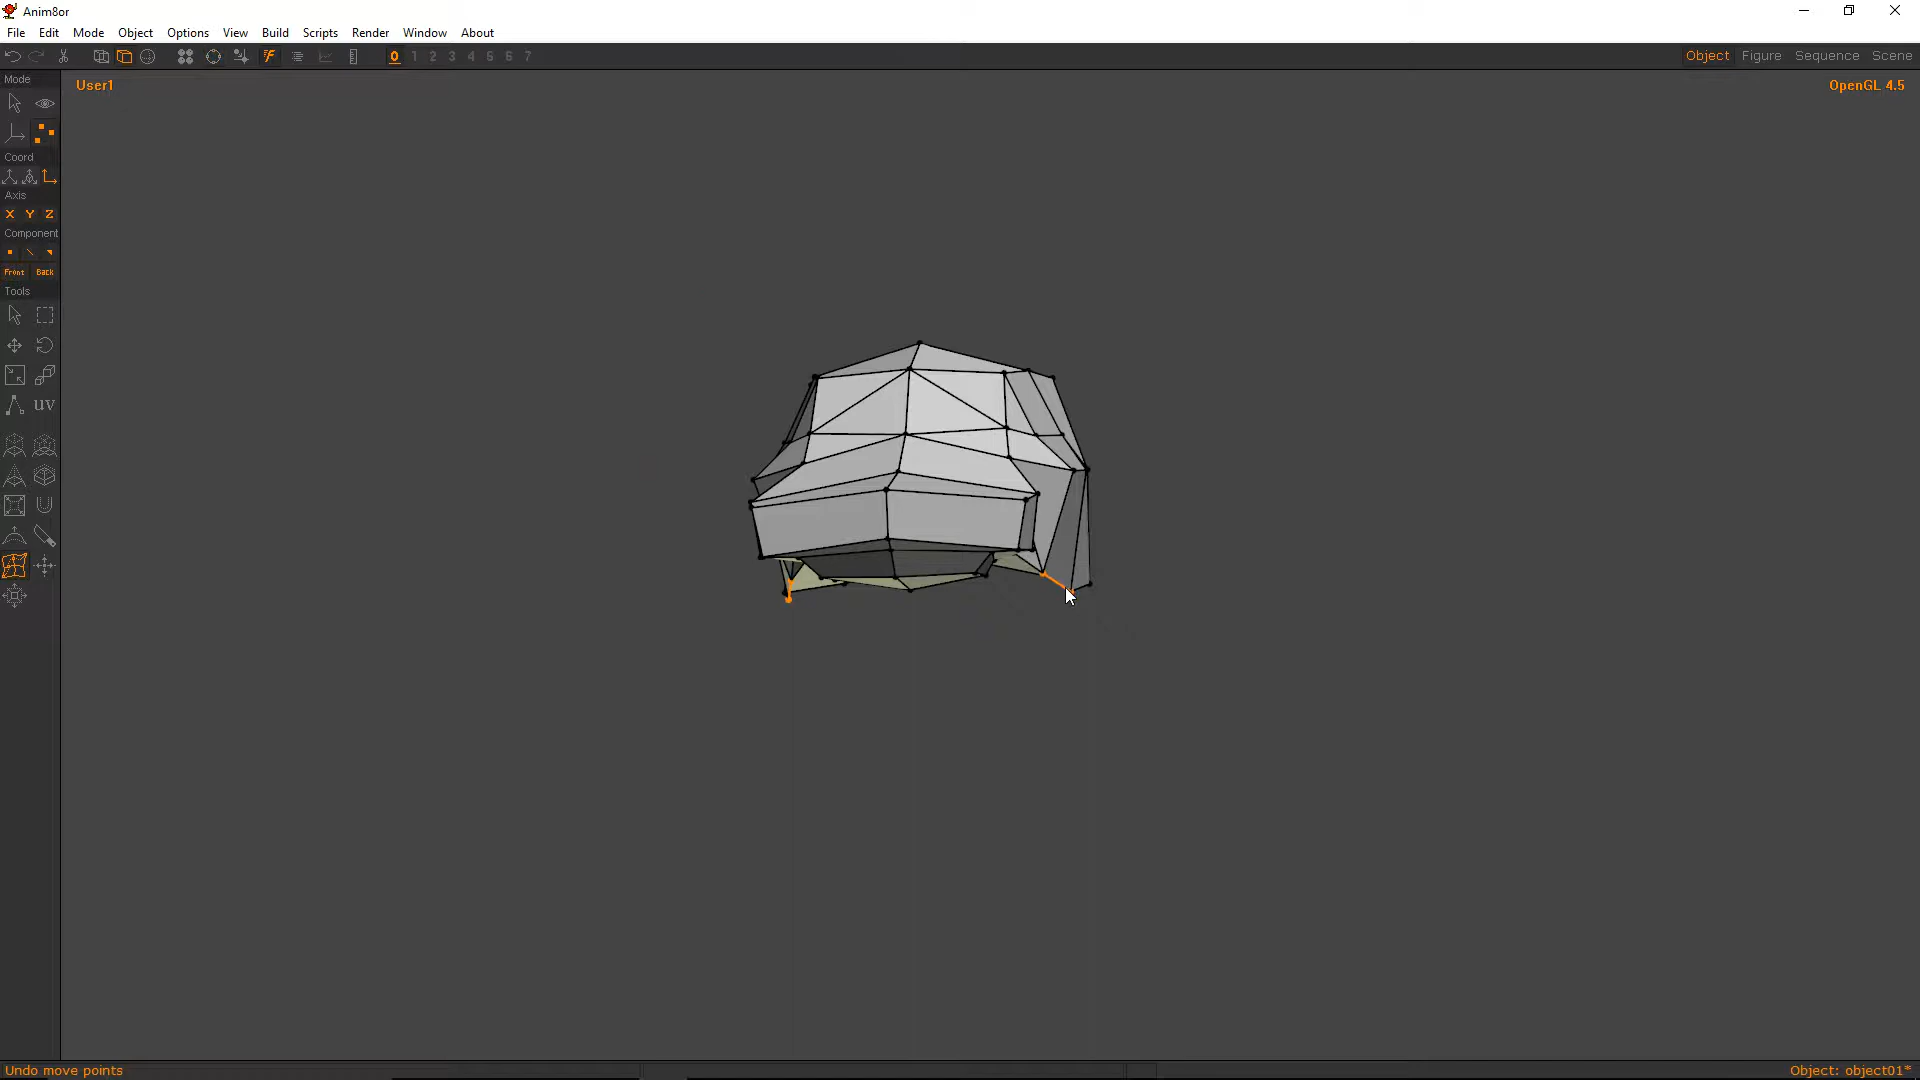 Anim8or
File Edit Mode Object Options View Build Scripts Render Window About
0 1 2 3 4 5 6 7
Object Figure Sequence Scene
Mode
User1
OpenGL 4.5
Coord
Axis
X Y Z
Component
Front Back
Tools
UV
Undo move points
Object: object01*